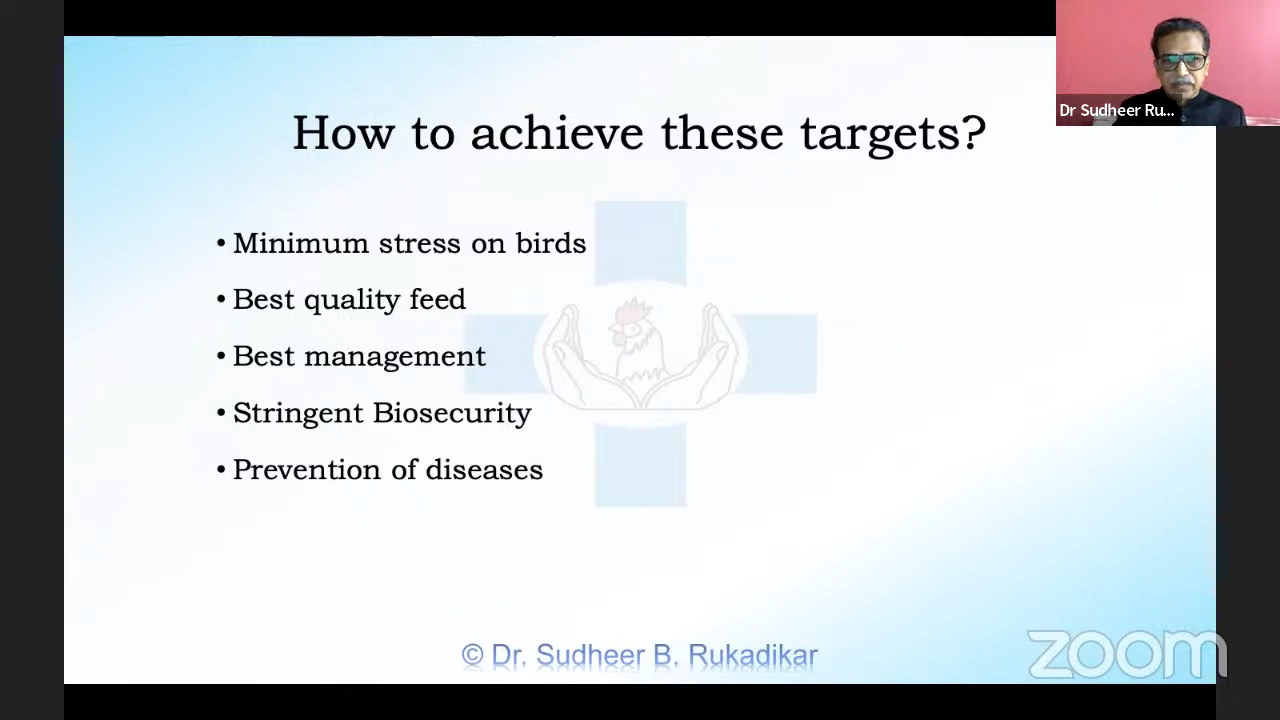 How to achieve these targets?
Dr Sudheer Ru...
• Minimum stress on birds
• Best quality feed
• Best management
• Stringent Biosecurity
• Prevention of diseases
© Dr. Sudheer B. Rukadikar
zoom